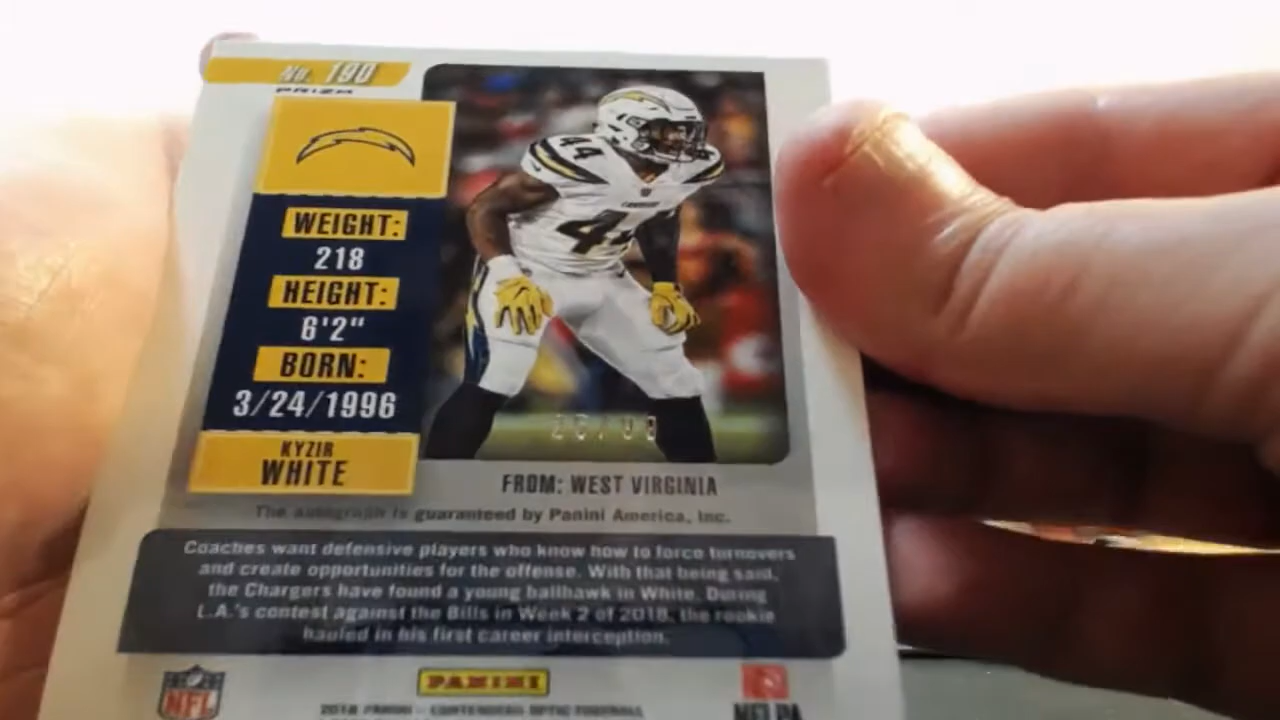 No. 190
PRIZM
WEIGHT:
218
HEIGHT:
6'2"
BORN:
3/24/1996
KYZIR
WHITE
44
44
FROM: WEST VIRGINIA
The autograph is guaranteed by Panini America, Inc.
Coaches want defensive players who know how to force turnovers
and create opportunities for the offense. With that being said,
the Chargers have found a young ballhawk in White. During
L.A.'s contest against the Bills in Week 2 of 2018, the rookie
hauled in his first career interception.
NFL
PANINI
NFLPA
2018 PANINI – CONTENDERS OPTIC FOOTBALL